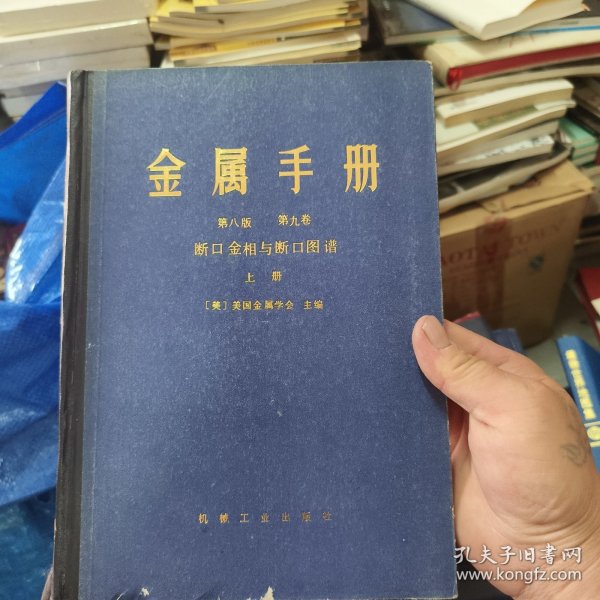 金属手册
第八版 第九卷
断口金相与断口图谱
上册
〔美〕美国金属学会 主编
机械工业出版社
孔夫子旧书网
www.kongfz.com